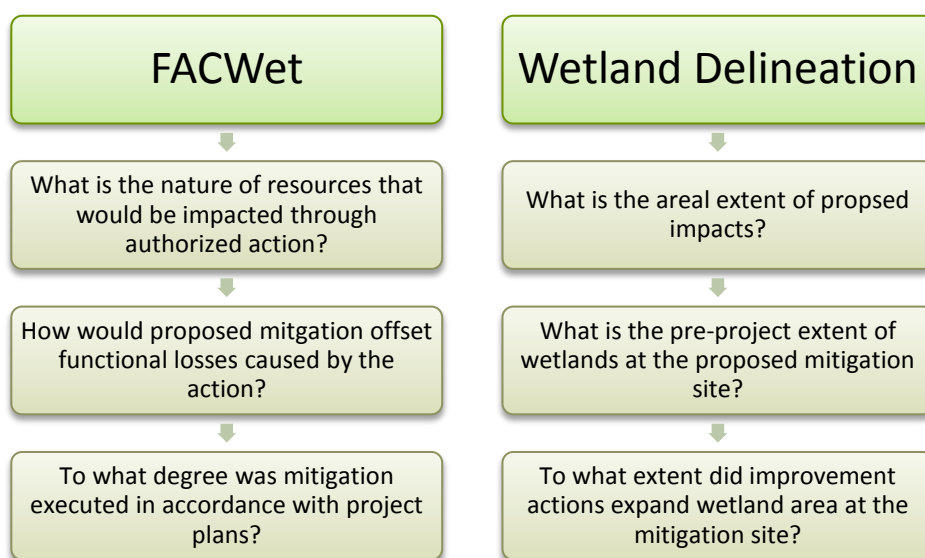 FACWet
What is the nature of resources that
would be impacted through
authorized action?
How would proposed mitgation offset
functional losses caused by the
action?
To what degree was mitigation
executed in accordance with project
plans?
Wetland Delineation
What is the areal extent of propsed
impacts?
What is the pre-project extent of
wetlands at the proposed mitigation
site?
To what extent did improvement
actions expand wetland area at the
mitigation site?